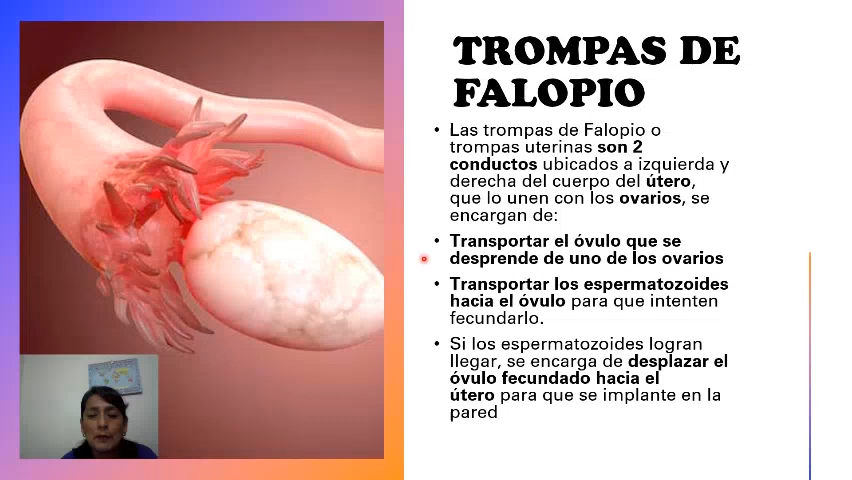 TROMPAS DE
FALOPIO
• Las trompas de Falopio o
trompas uterinas son 2
conductos ubicados a izquierda y
derecha del cuerpo del útero,
que lo unen con los ovarios, se
encargan de:
• Transportar el óvulo que se
desprende de uno de los ovarios
• Transportar los espermatozoides
hacia el óvulo para que intenten
fecundarlo.
• Si los espermatozoides logran
llegar, se encarga de desplazar el
óvulo fecundado hacia el
útero para que se implante en la
pared